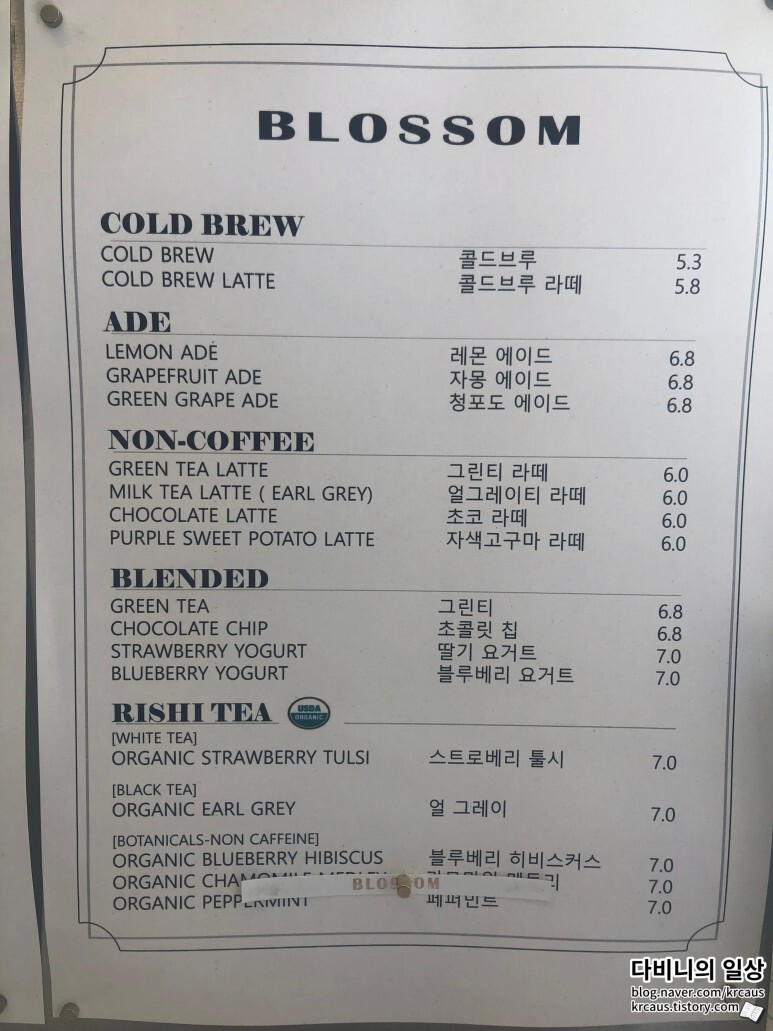 BLOSSOM
COLD BREW
COLD BREW 콜드브루 5.3
COLD BREW LATTE 콜드브루 라떼 5.8
ADE
LEMON ADE 레몬 에이드 6.8
GRAPEFRUIT ADE 자몽 에이드 6.8
GREEN GRAPE ADE 청포도 에이드 6.8
NON-COFFEE
GREEN TEA LATTE 그린티 라떼 6.0
MILK TEA LATTE ( EARL GREY) 얼그레이티 라떼 6.0
CHOCOLATE LATTE 초코 라떼 6.0
PURPLE SWEET POTATO LATTE 자색고구마 라떼 6.0
BLENDED
GREEN TEA 그린티 6.8
CHOCOLATE CHIP 초콜릿 칩 6.8
STRAWBERRY YOGURT 딸기 요거트 7.0
BLUEBERRY YOGURT 블루베리 요거트 7.0
RISHI TEA USDA ORGANIC
[WHITE TEA]
ORGANIC STRAWBERRY TULSI 스트로베리 툴시 7.0
[BLACK TEA]
ORGANIC EARL GREY 얼 그레이 7.0
[BOTANICALS-NON CAFFEINE]
ORGANIC BLUEBERRY HIBISCUS 블루베리 히비스커스 7.0
ORGANIC CHAMOMILE MEDLEY 7.0
BLOSSOM
ORGANIC PEPPERMINT 페퍼민트 7.0
다비니의 일상
blog.naver.com/krcaus
krcaus.tistory.com